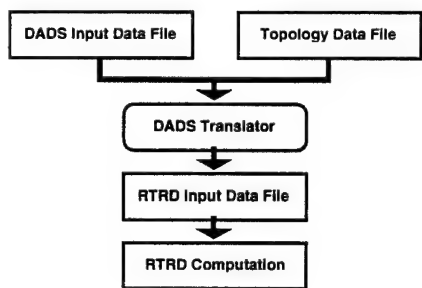 DADS Input Data File
Topology Data File
DADS Translator
RTRD Input Data File
RTRD Computation